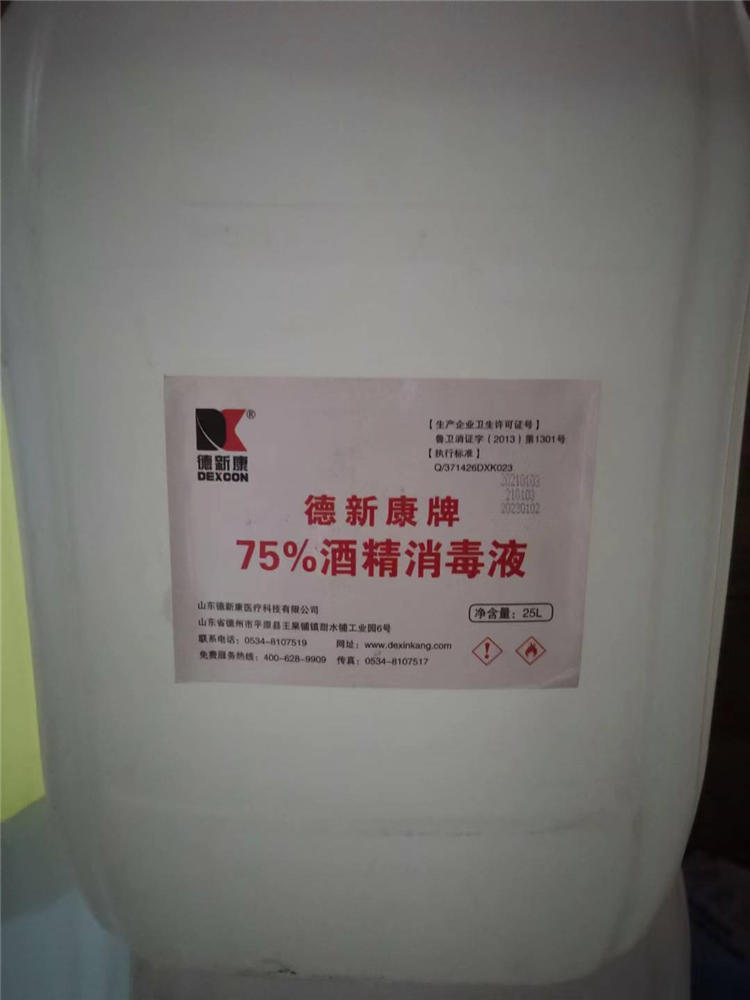 ®
德新康
DEXCON
【生产企业卫生许可证号】
鲁卫消证字(2013)第1301号
【执行标准】
Q/371426DXK023
20210103
210103
20230102
德新康牌
75%酒精消毒液
山东德新康医疗科技有限公司
山东省德州市平原县王杲铺镇甜水铺工业园6号
联系电话:0534-8107519 网址:www.dexinkang.com
免费服务热线:400-628-9909 传真:0534-8107517
净含量:25L